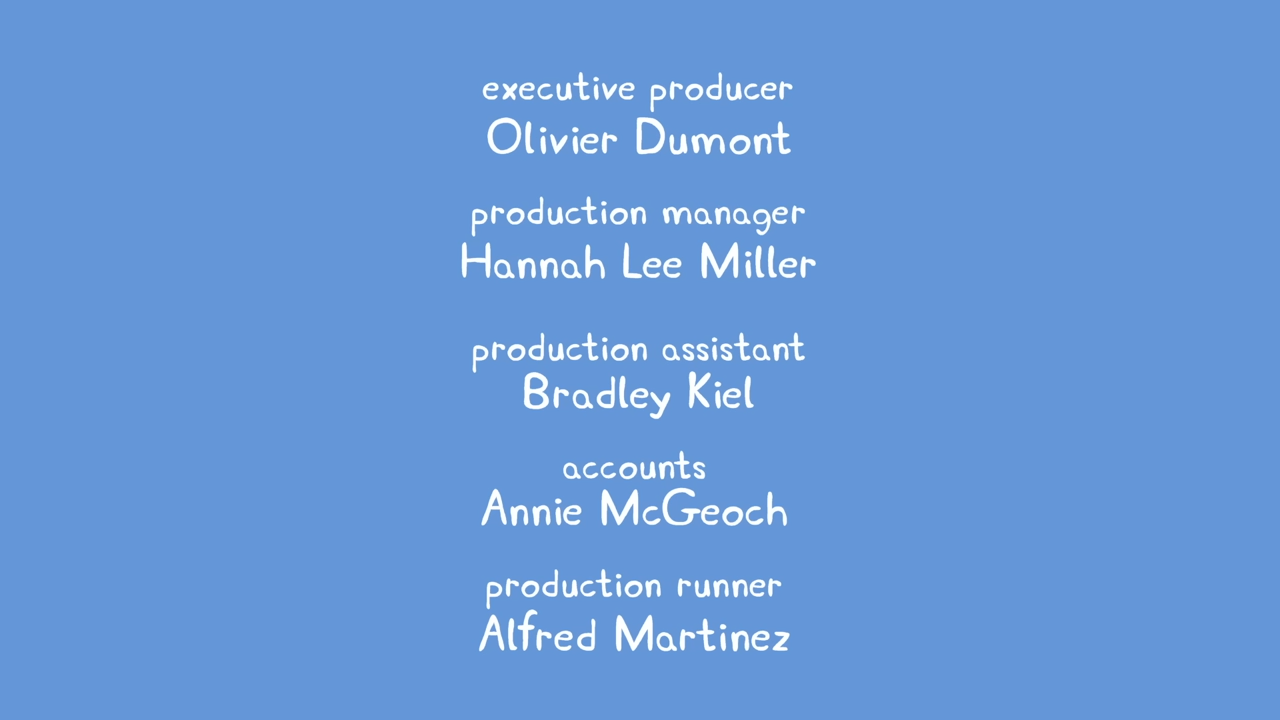 executive producer
Olivier Dumont
production manager
Hannah Lee Miller
production assistant
Bradley Kiel
accounts
Annie McGeoch
production runner
Alfred Martinez